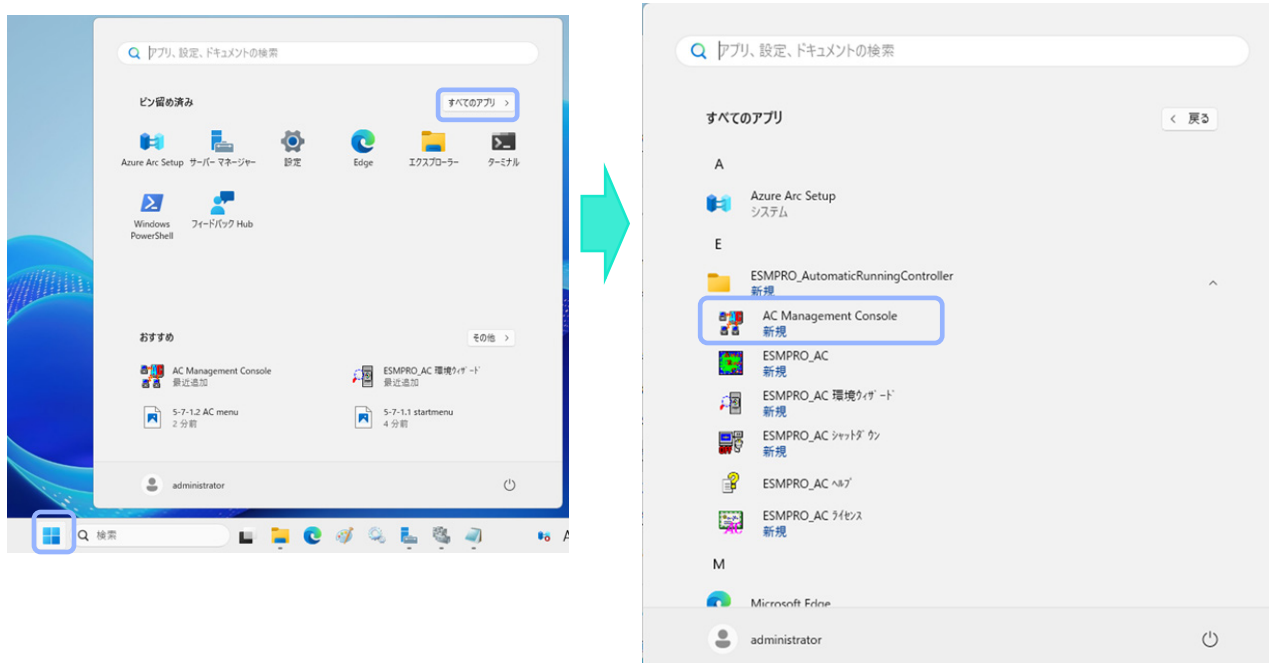 アプリ、設定、ドキュメントの検索
ピン留め済み
すべてのアプリ >
Azure Arc Setup
サーバー マネージャー
設定
Edge
エクスプローラー
ターミナル
Windows PowerShell
フィードバック Hub
おすすめ
その他 >
AC Management Console
最近追加
ESMPRO_AC 環境ウィザード
最近追加
5-7-1.2 AC menu
2 分前
5-7-1.1 startmenu
4 分前
administrator
検索
アプリ、設定、ドキュメントの検索
すべてのアプリ
< 戻る
A
Azure Arc Setup
システム
E
ESMPRO_AutomaticRunningController
新規
AC Management Console
新規
ESMPRO_AC
新規
ESMPRO_AC 環境ウィザード
新規
ESMPRO_AC シャットダウン
新規
ESMPRO_AC ヘルプ
ESMPRO_AC ライセンス
新規
M
Microsoft Edge
administrator